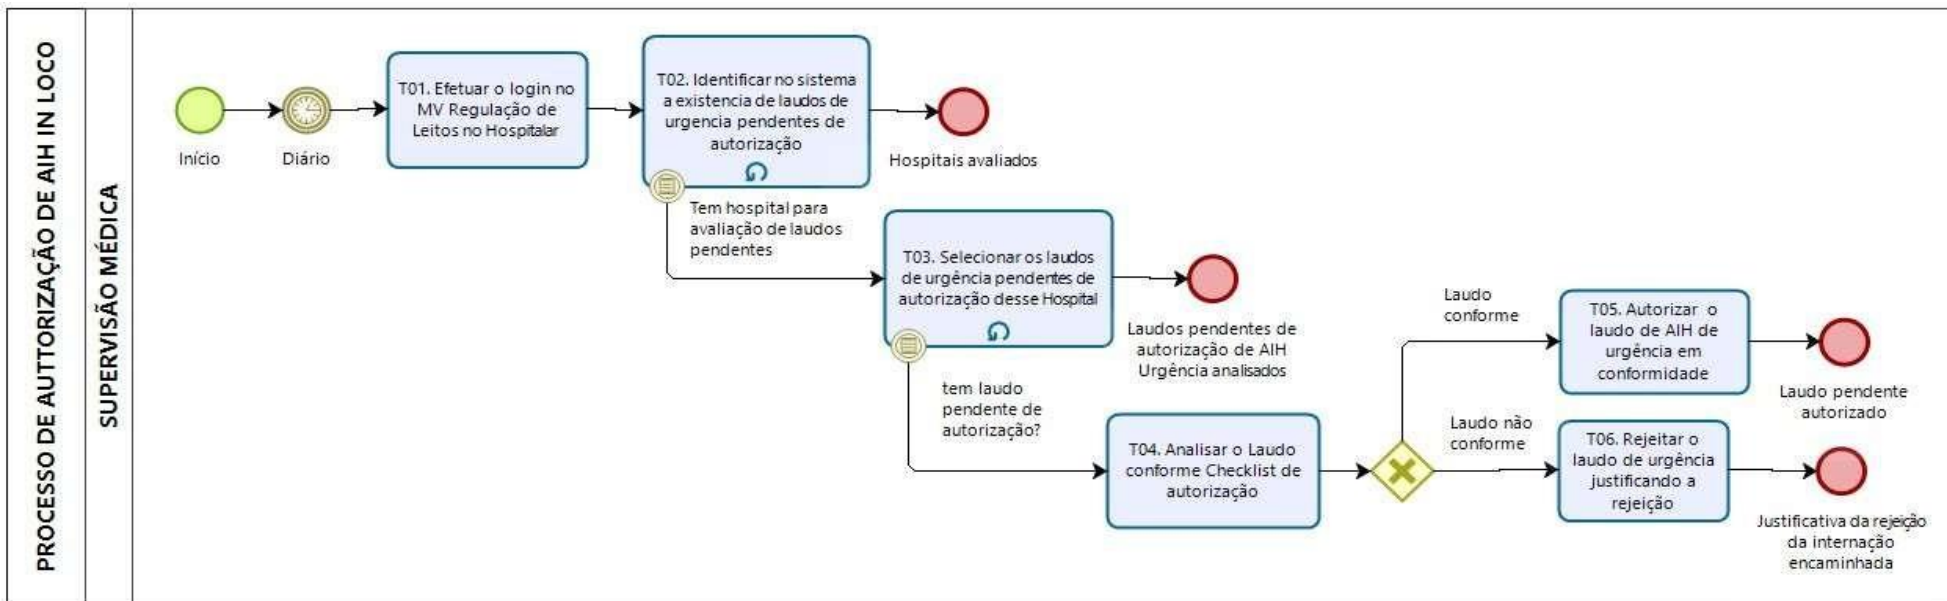 PROCESSO DE AUTTORIZAÇÃO DE AIH IN LOCO
SUPERVISÃO MÉDICA
Início
Diário
T01. Efetuar o login no
MV Regulação de
Leitos no Hospitalar
T02. Identificar no sistema
a existencia de laudos de
urgencia pendentes de
autorização
Hospitais avaliados
Tem hospital para
avaliação de laudos
pendentes
T03. Selecionar os laudos
de urgência pendentes de
autorização desse Hospital
Laudos pendentes de
autorização de AIH
Urgência analisados
tem laudo
pendente de
autorização?
T04. Analisar o Laudo
conforme Checklist de
autorização
Laudo
conforme
T05. Autorizar o
laudo de AIH de
urgência em
conformidade
Laudo pendente
autorizado
Laudo não
conforme
T06. Rejeitar o
laudo de urgência
justificando a
rejeição
Justificativa da rejeição
da internação
encaminhada